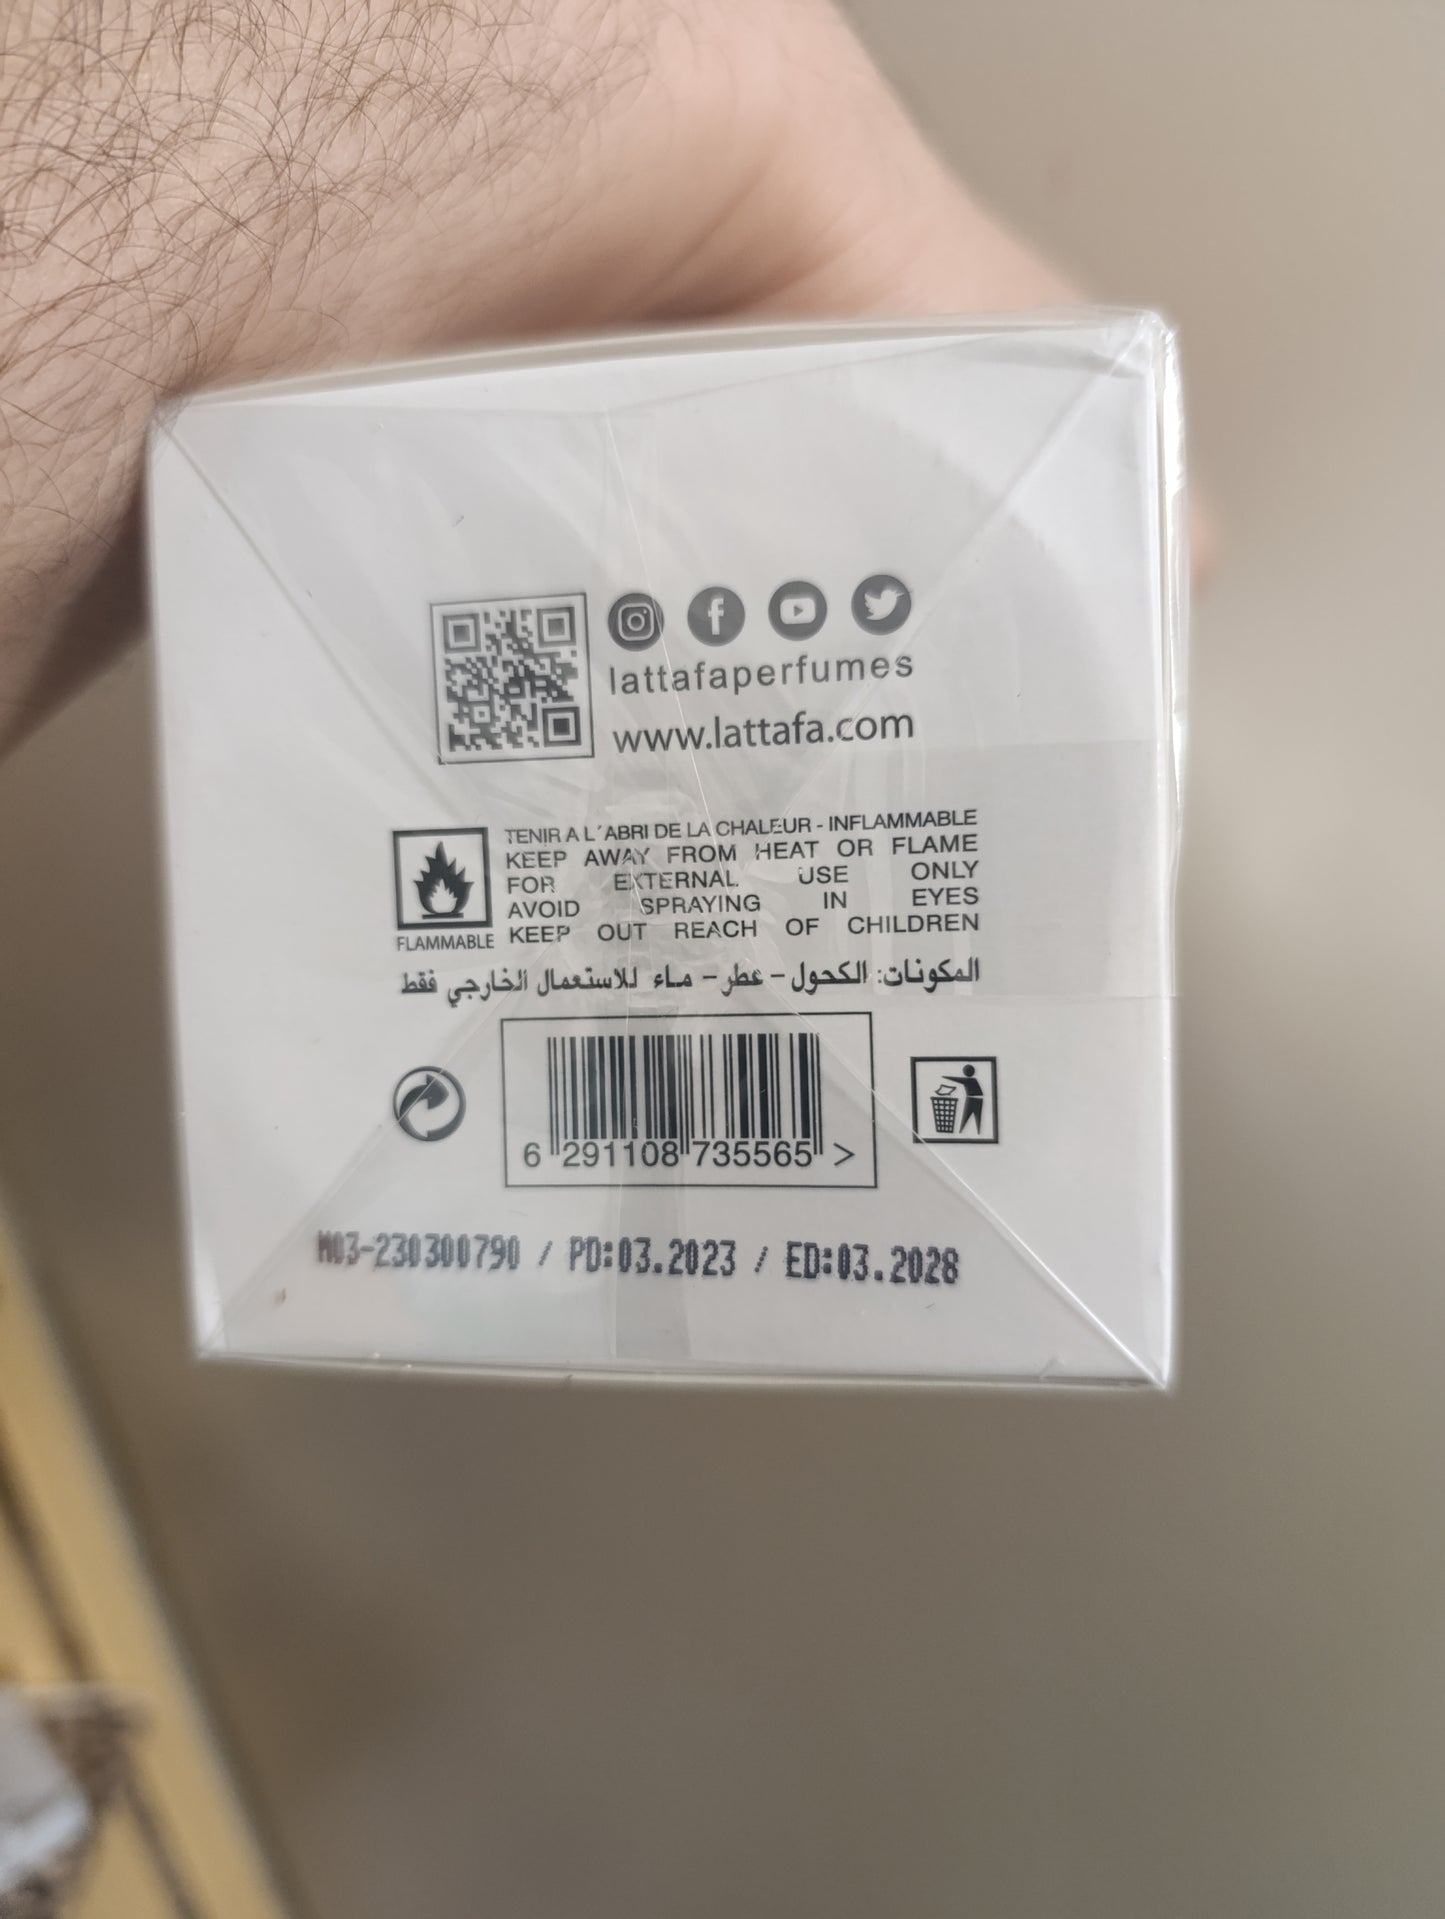 lattafaperfumes
www.lattafa.com
TENIR A L´ABRI DE LA CHALEUR - INFLAMMABLE
KEEP AWAY FROM HEAT OR FLAME
FOR EXTERNAL USE ONLY
AVOID SPRAYING IN EYES
KEEP OUT REACH OF CHILDREN
FLAMMABLE
المكونات: الكحول - عطر - ماء للاستعمال الخارجي فقط
6 291108 735565 >
M03-230300790 / PD:03.2023 / ED:03.2028